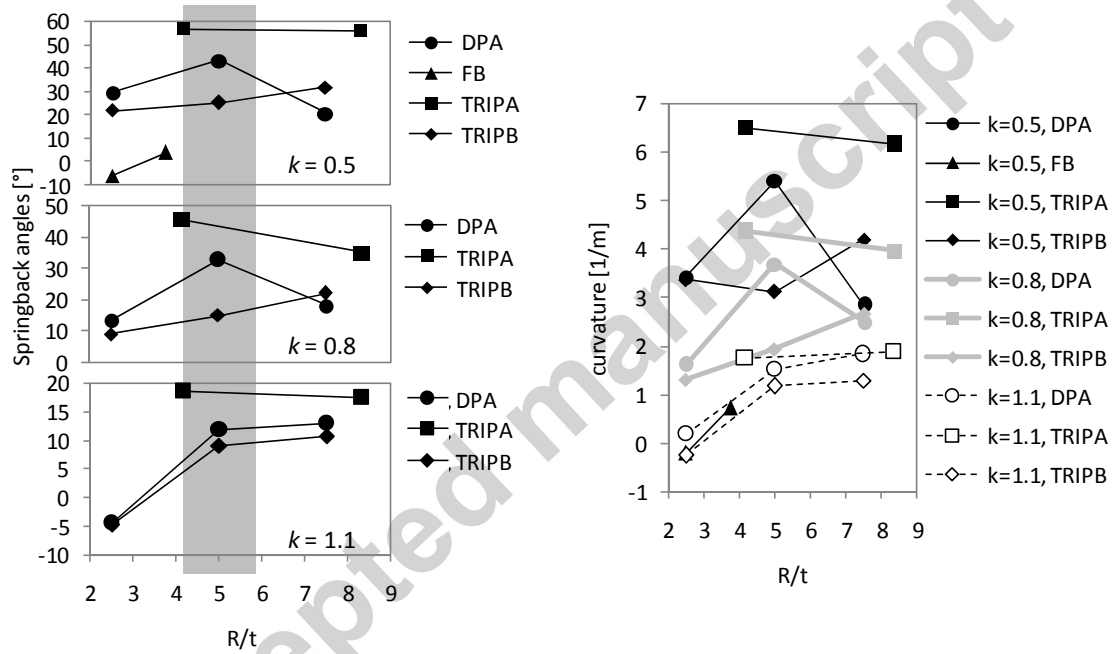 60
50
40
30
20
10
0
-10
k = 0.5
DPA
FB
TRIPA
TRIPB
Springback angles [°]
50
40
30
20
10
0
k = 0.8
DPA
TRIPA
TRIPB
20
15
10
5
0
-5
-10
k = 1.1
DPA
TRIPA
TRIPB
2 3 4 5 6 7 8 9
R/t
curvature [1/m]
7
6
5
4
3
2
1
0
-1
2 3 4 5 6 7 8 9
R/t
k=0.5, DPA
k=0.5, FB
k=0.5, TRIPA
k=0.5, TRIPB
k=0.8, DPA
k=0.8, TRIPA
k=0.8, TRIPB
k=1.1, DPA
k=1.1, TRIPA
k=1.1, TRIPB
epted manuscript